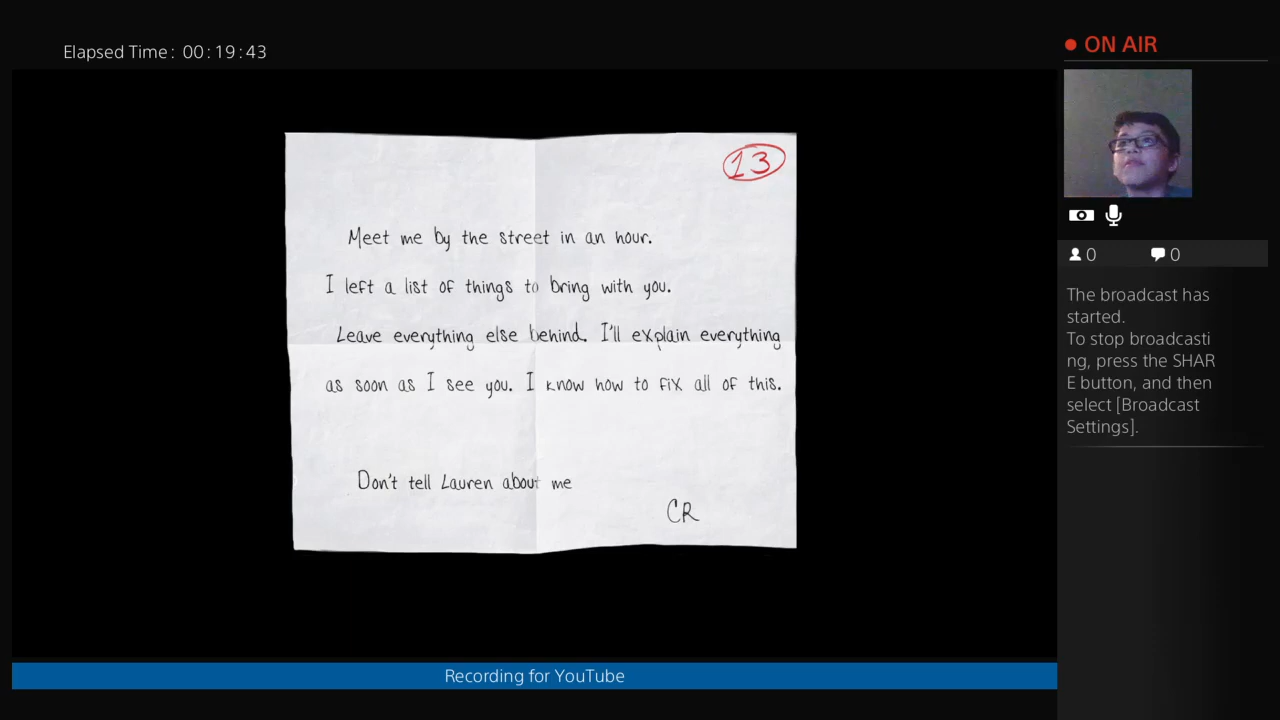 Elapsed Time: 00:19:43
ON AIR
13
Meet me by the street in an hour.
I left a list of things to bring with you.
Leave everything else behind. I'll explain everything
as soon as I see you. I know how to fix all of this.
Don't tell Lauren about me
CR
0 0
The broadcast has
started.
To stop broadcasti
ng, press the SHAR
E button, and then
select [Broadcast
Settings].
Recording for YouTube